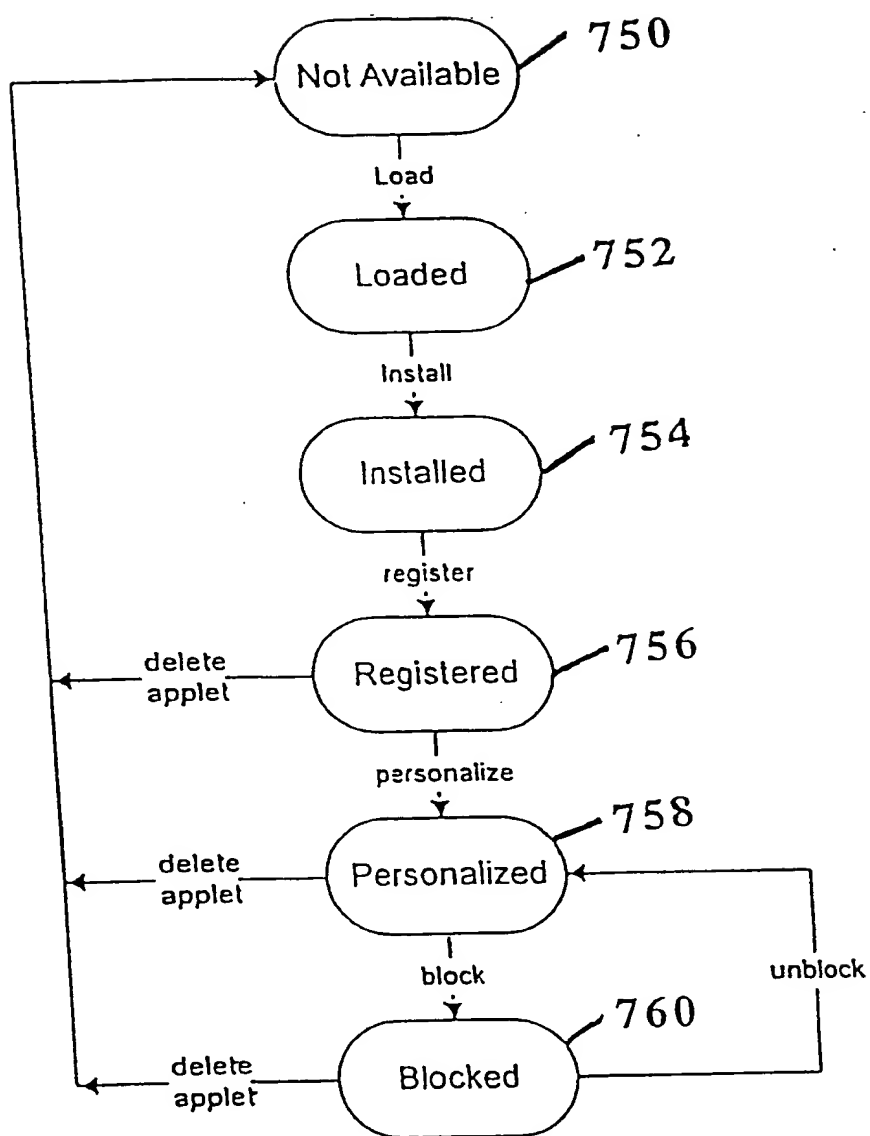 750
Not Available
Load
752
Loaded
Install
754
Installed
register
756
Registered
delete
applet
personalize
758
Personalized
delete
applet
block
unblock
760
Blocked
delete
applet